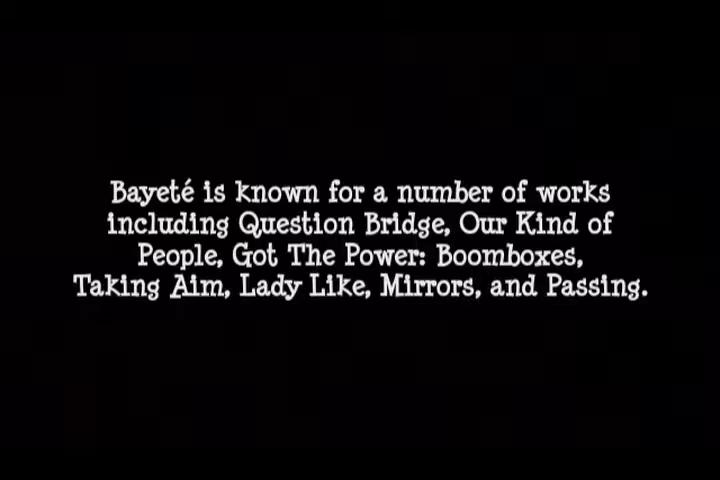 Bayeté is known for a number of works
including Question Bridge, Our Kind of
People, Got The Power: Boomboxes,
Taking Aim, Lady Like, Mirrors, and Passing.